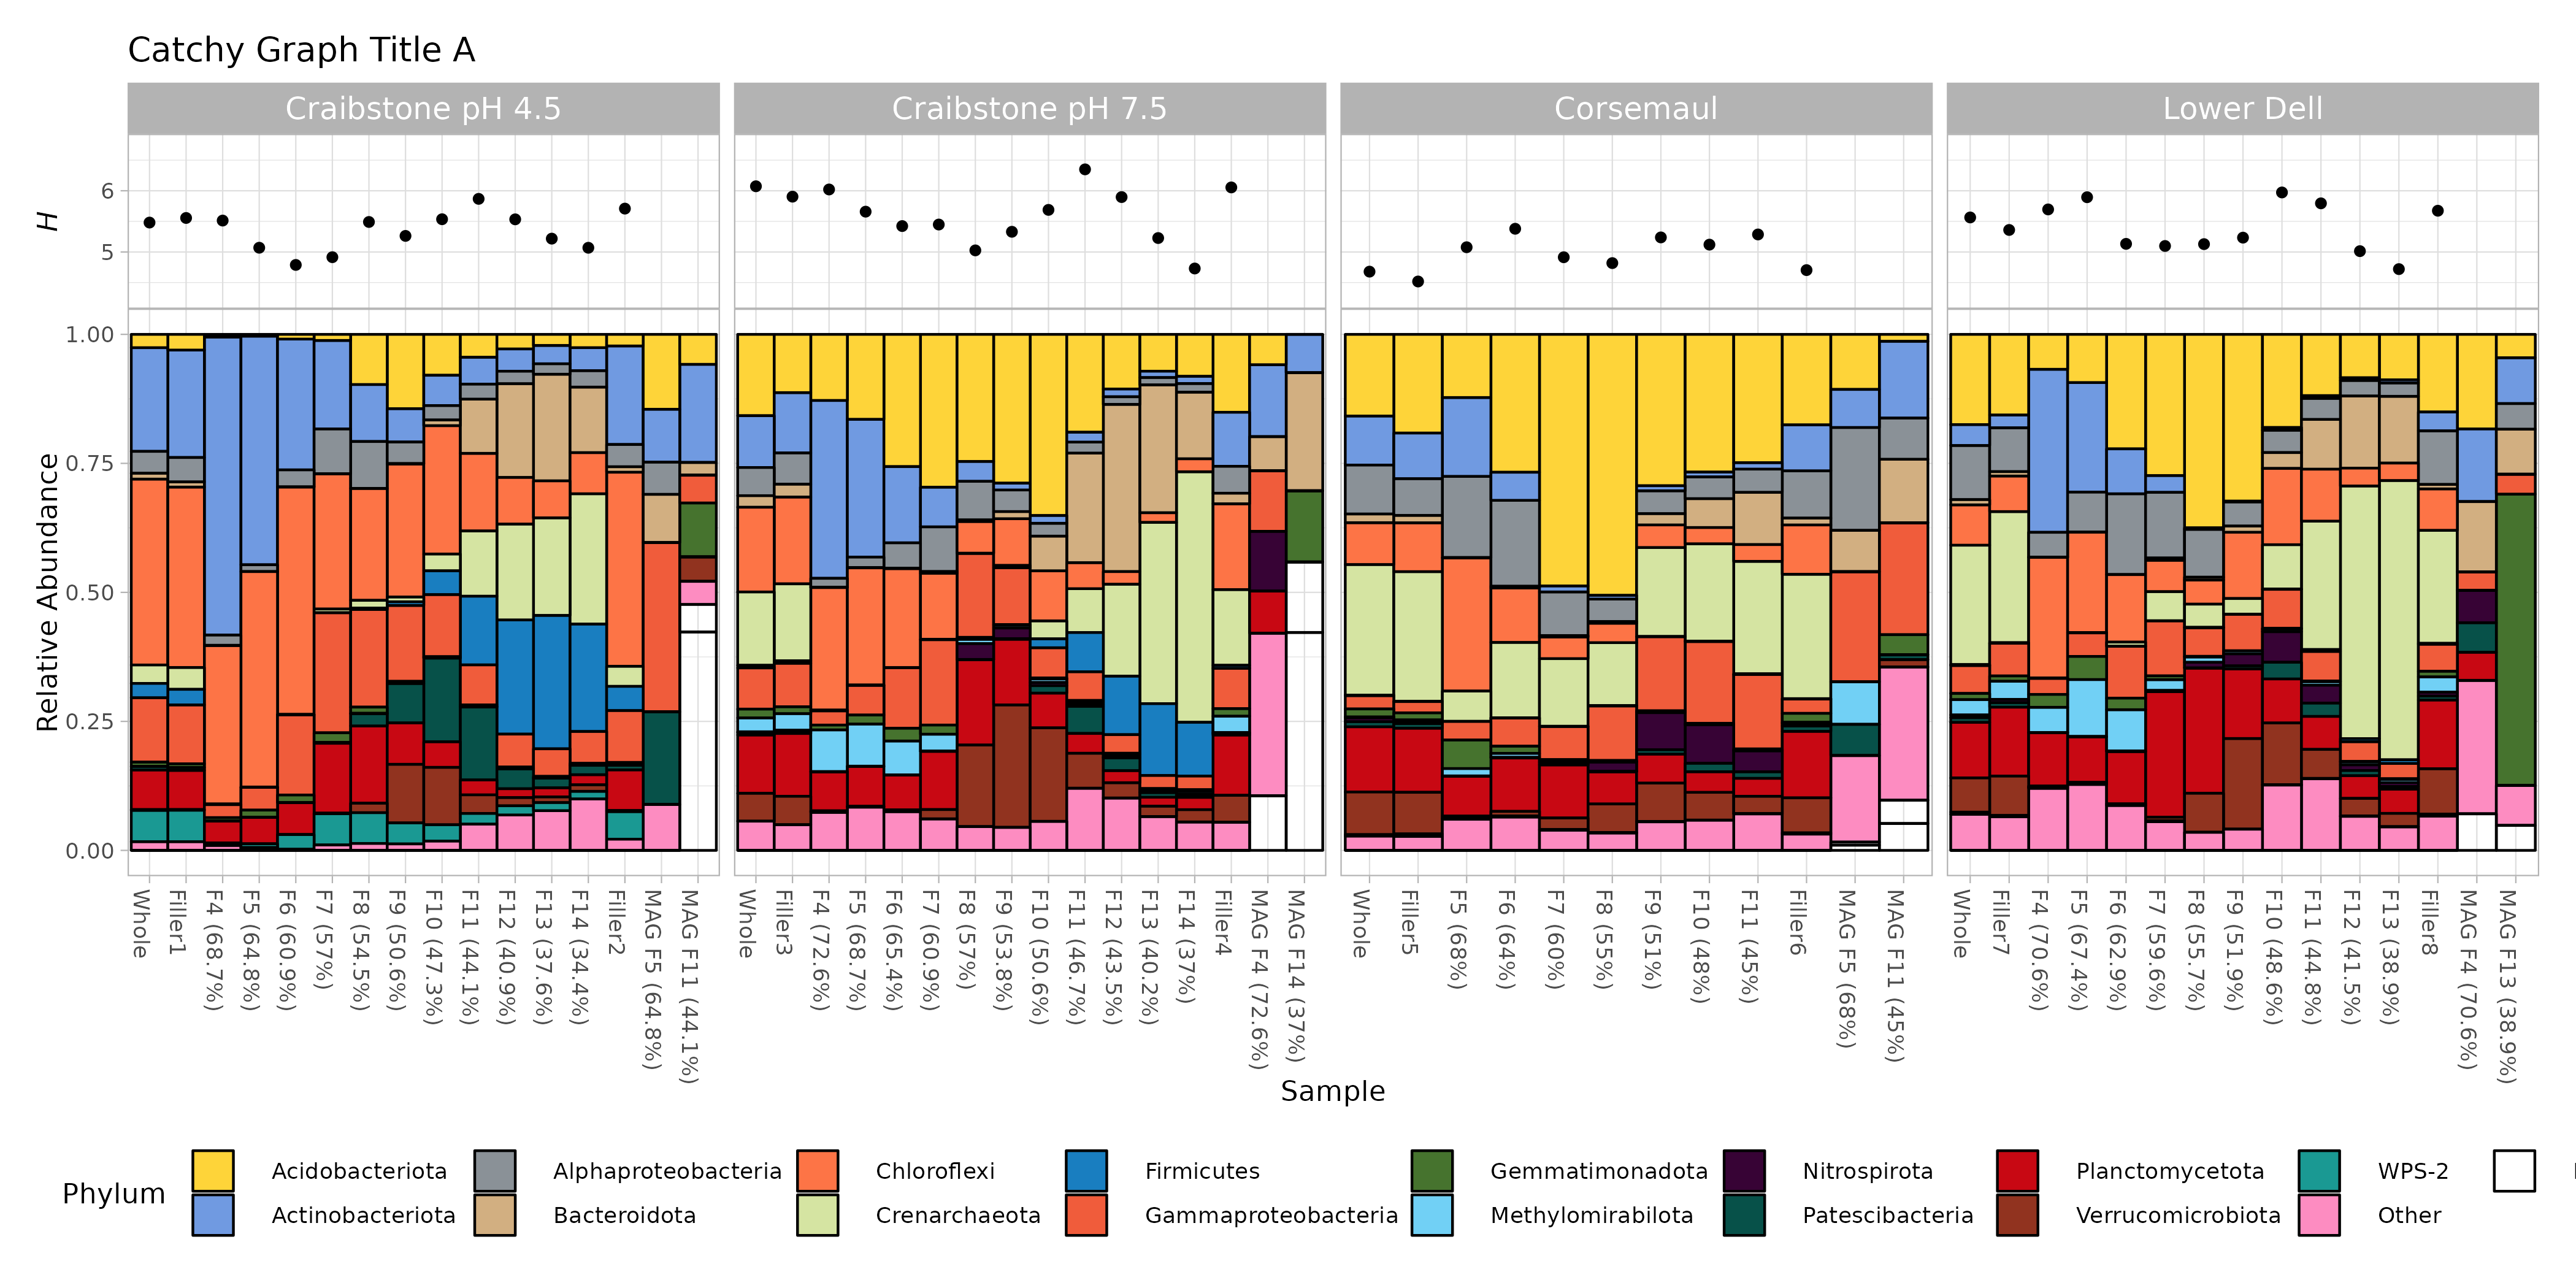 Catchy Graph Title A
Craibstone pH 4.5
Craibstone pH 7.5
Corsemaul
Lower Dell
H
6
5
Relative Abundance
1.00
0.75
0.50
0.25
0.00
Whole
Filler1
F4 (68.7%)
F5 (64.8%)
F6 (60.9%)
F7 (57%)
F8 (54.5%)
F9 (50.6%)
F10 (47.3%)
F11 (44.1%)
F12 (40.9%)
F13 (37.6%)
F14 (34.4%)
Filler2
MAG F5 (64.8%)
MAG F11 (44.1%)
Whole
Filler3
F4 (72.6%)
F5 (68.7%)
F6 (65.4%)
F7 (60.9%)
F8 (57%)
F9 (53.8%)
F10 (50.6%)
F11 (46.7%)
F12 (43.5%)
F13 (40.2%)
F14 (37%)
Filler4
MAG F4 (72.6%)
MAG F14 (37%)
Whole
Filler5
F5 (68%)
F6 (64%)
F7 (60%)
F8 (55%)
F9 (51%)
F10 (48%)
F11 (45%)
Filler6
MAG F5 (68%)
MAG F11 (45%)
Whole
Filler7
F4 (70.6%)
F5 (67.4%)
F6 (62.9%)
F7 (59.6%)
F8 (55.7%)
F9 (51.9%)
F10 (48.6%)
F11 (44.8%)
F12 (41.5%)
F13 (38.9%)
Filler8
MAG F4 (70.6%)
MAG F13 (38.9%)
Sample
Phylum
Acidobacteriota
Actinobacteriota
Alphaproteobacteria
Bacteroidota
Chloroflexi
Crenarchaeota
Firmicutes
Gammaproteobacteria
Gemmatimonadota
Methylomirabilota
Nitrospirota
Patescibacteria
Planctomycetota
Verrucomicrobiota
WPS-2
Other